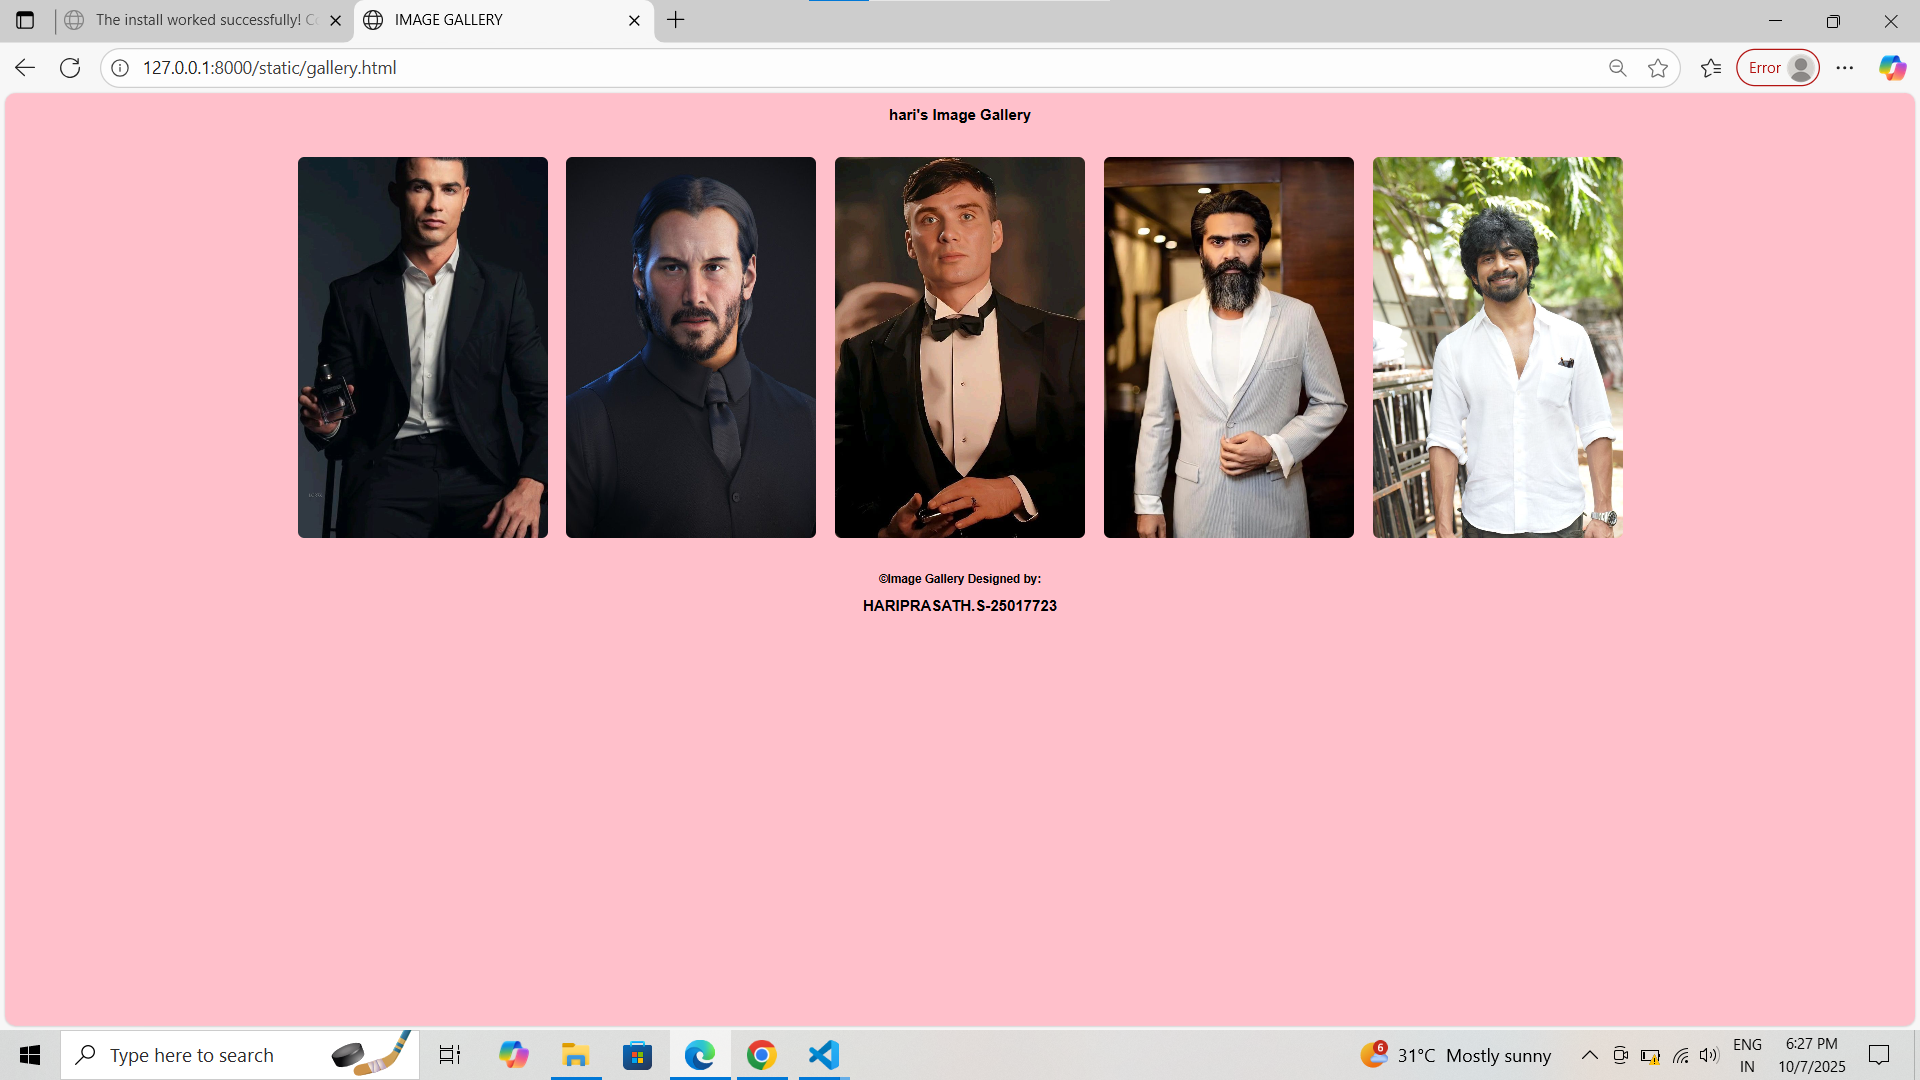 The install worked successfully! Co
IMAGE GALLERY
127.0.0.1:8000/static/gallery.html
Error
hari's Image Gallery
©Image Gallery Designed by:
HARIPRASATH.S-25017723
Type here to search
6
31°C Mostly sunny
ENG
IN
6:27 PM
10/7/2025